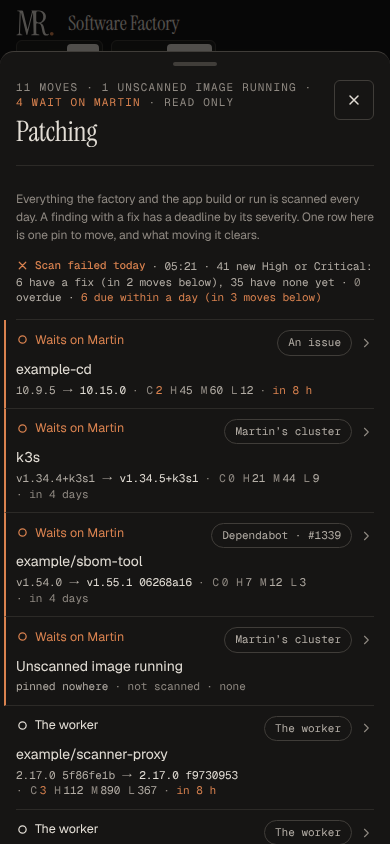 MR. Software Factory
11 MOVES · 1 UNSCANNED IMAGE RUNNING ·
4 WAIT ON MARTIN · READ ONLY
Patching
Everything the factory and the app build or run is scanned every
day. A finding with a fix has a deadline by its severity. One row here
is one pin to move, and what moving it clears.
✕ Scan failed today · 05:21 · 41 new High or Critical:
6 have a fix (in 2 moves below), 35 have none yet · 0
overdue · 6 due within a day (in 3 moves below)
Waits on Martin
An issue
example-cd
10.9.5 → 10.15.0 · C 2 H 45 M 60 L 12 · in 8 h
Waits on Martin
Martin's cluster
k3s
v1.34.4+k3s1 → v1.34.5+k3s1 · C 0 H 21 M 44 L 9
· in 4 days
Waits on Martin
Dependabot · #1339
example/sbom-tool
v1.54.0 → v1.55.1 06268a16 · C 0 H 7 M 12 L 3
· in 4 days
Waits on Martin
Martin's cluster
Unscanned image running
pinned nowhere · not scanned · none
The worker
The worker
example/scanner-proxy
2.17.0 5f86fe1b → 2.17.0 f9730953
· C 3 H 112 M 890 L 367 · in 8 h
The worker
The worker